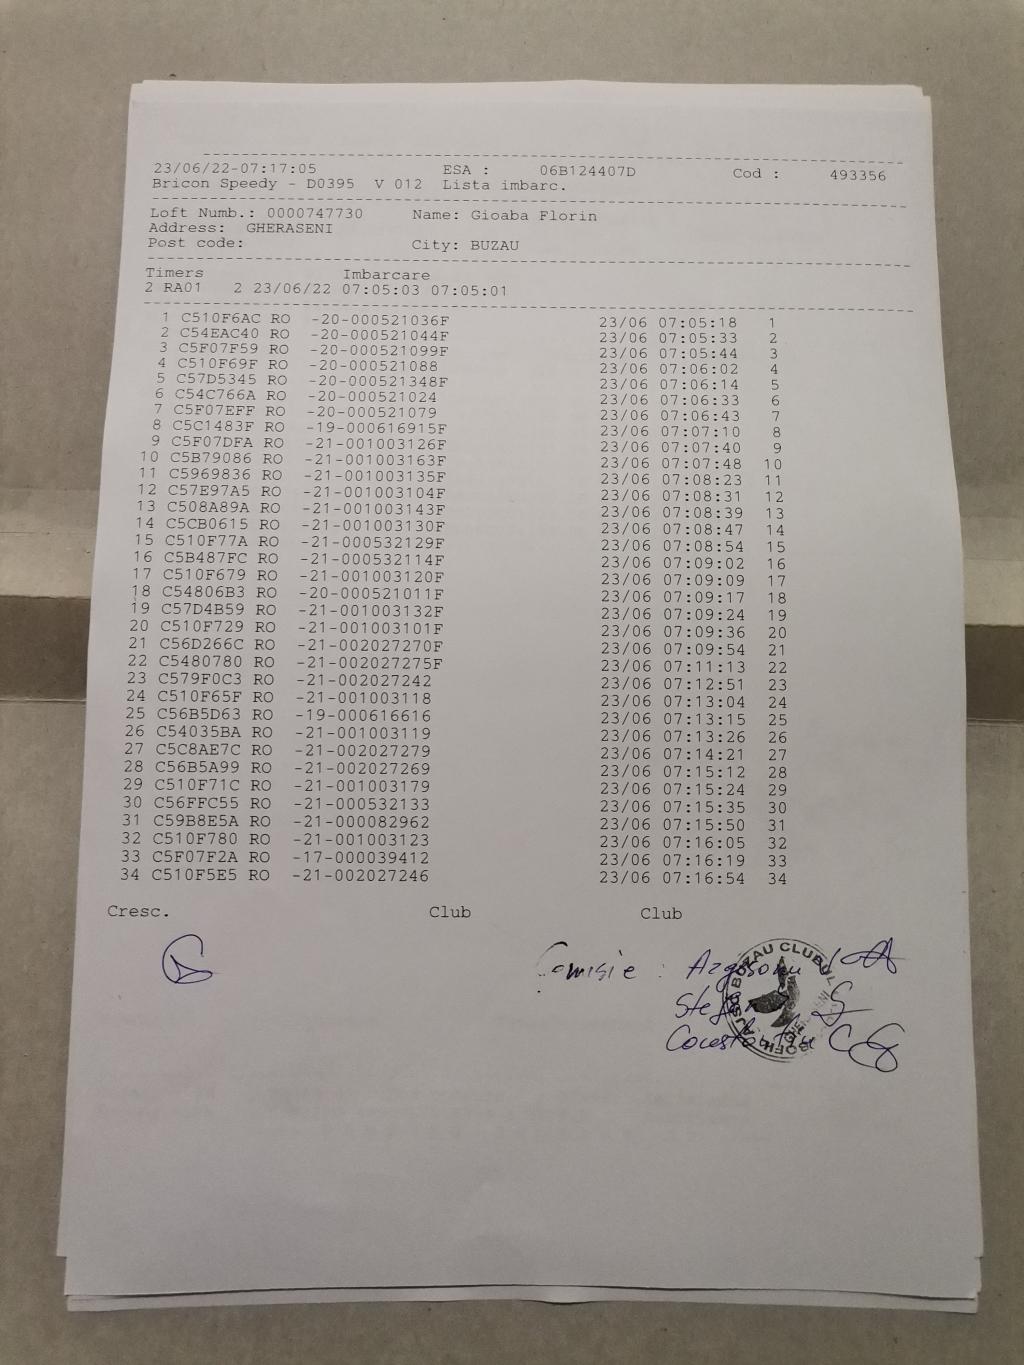 23/06/22-07:17:05 ESA : 06B124407D Cod : 493356
Bricon Speedy - D0395 V 012 Lista imbarc.
Loft Numb.: 0000747730 Name: Gioaba Florin
Address: GHERASENI
Post code: City: BUZAU
Timers Imbarcare
2 RA01 2 23/06/22 07:05:03 07:05:01
1 C510F6AC RO -20-000521036F 23/06 07:05:18 1
2 C54EAC40 RO -20-000521044F 23/06 07:05:33 2
3 C5F07F59 RO -20-000521099F 23/06 07:05:44 3
4 C510F69F RO -20-000521088 23/06 07:06:02 4
5 C57D5345 RO -20-000521348F 23/06 07:06:14 5
6 C54C766A RO -20-000521024 23/06 07:06:33 6
7 C5F07EFF RO -20-000521079 23/06 07:06:43 7
8 C5C1483F RO -19-000616915F 23/06 07:07:10 8
9 C5F07DFA RO -21-001003126F 23/06 07:07:40 9
10 C5B79086 RO -21-001003163F 23/06 07:07:48 10
11 C5969836 RO -21-001003135F 23/06 07:08:23 11
12 C57E97A5 RO -21-001003104F 23/06 07:08:31 12
13 C508A89A RO -21-001003143F 23/06 07:08:39 13
14 C5CB0615 RO -21-001003130F 23/06 07:08:47 14
15 C510F77A RO -21-000532129F 23/06 07:08:54 15
16 C5B487FC RO -21-000532114F 23/06 07:09:02 16
17 C510F679 RO -21-001003120F 23/06 07:09:09 17
18 C54806B3 RO -20-000521011F 23/06 07:09:17 18
19 C57D4B59 RO -21-001003132F 23/06 07:09:24 19
20 C510F729 RO -21-001003101F 23/06 07:09:36 20
21 C56D266C RO -21-002027270F 23/06 07:09:54 21
22 C5480780 RO -21-002027275F 23/06 07:11:13 22
23 C579F0C3 RO -21-002027242 23/06 07:12:51 23
24 C510F65F RO -21-001003118 23/06 07:13:04 24
25 C56B5D63 RO -19-000616616 23/06 07:13:15 25
26 C54035BA RO -21-001003119 23/06 07:13:26 26
27 C5C8AE7C RO -21-002027279 23/06 07:14:21 27
28 C56B5A99 RO -21-002027269 23/06 07:15:12 28
29 C510F71C RO -21-001003179 23/06 07:15:24 29
30 C56FFC55 RO -21-000532133 23/06 07:15:35 30
31 C59B8E5A RO -21-000082962 23/06 07:15:50 31
32 C510F780 RO -21-001003123 23/06 07:16:05 32
33 C5F07F2A RO -17-000039412 23/06 07:16:19 33
34 C510F5E5 RO -21-002027246 23/06 07:16:54 34
Cresc. Club Club
Comisie :
BUZAU CLUBUL